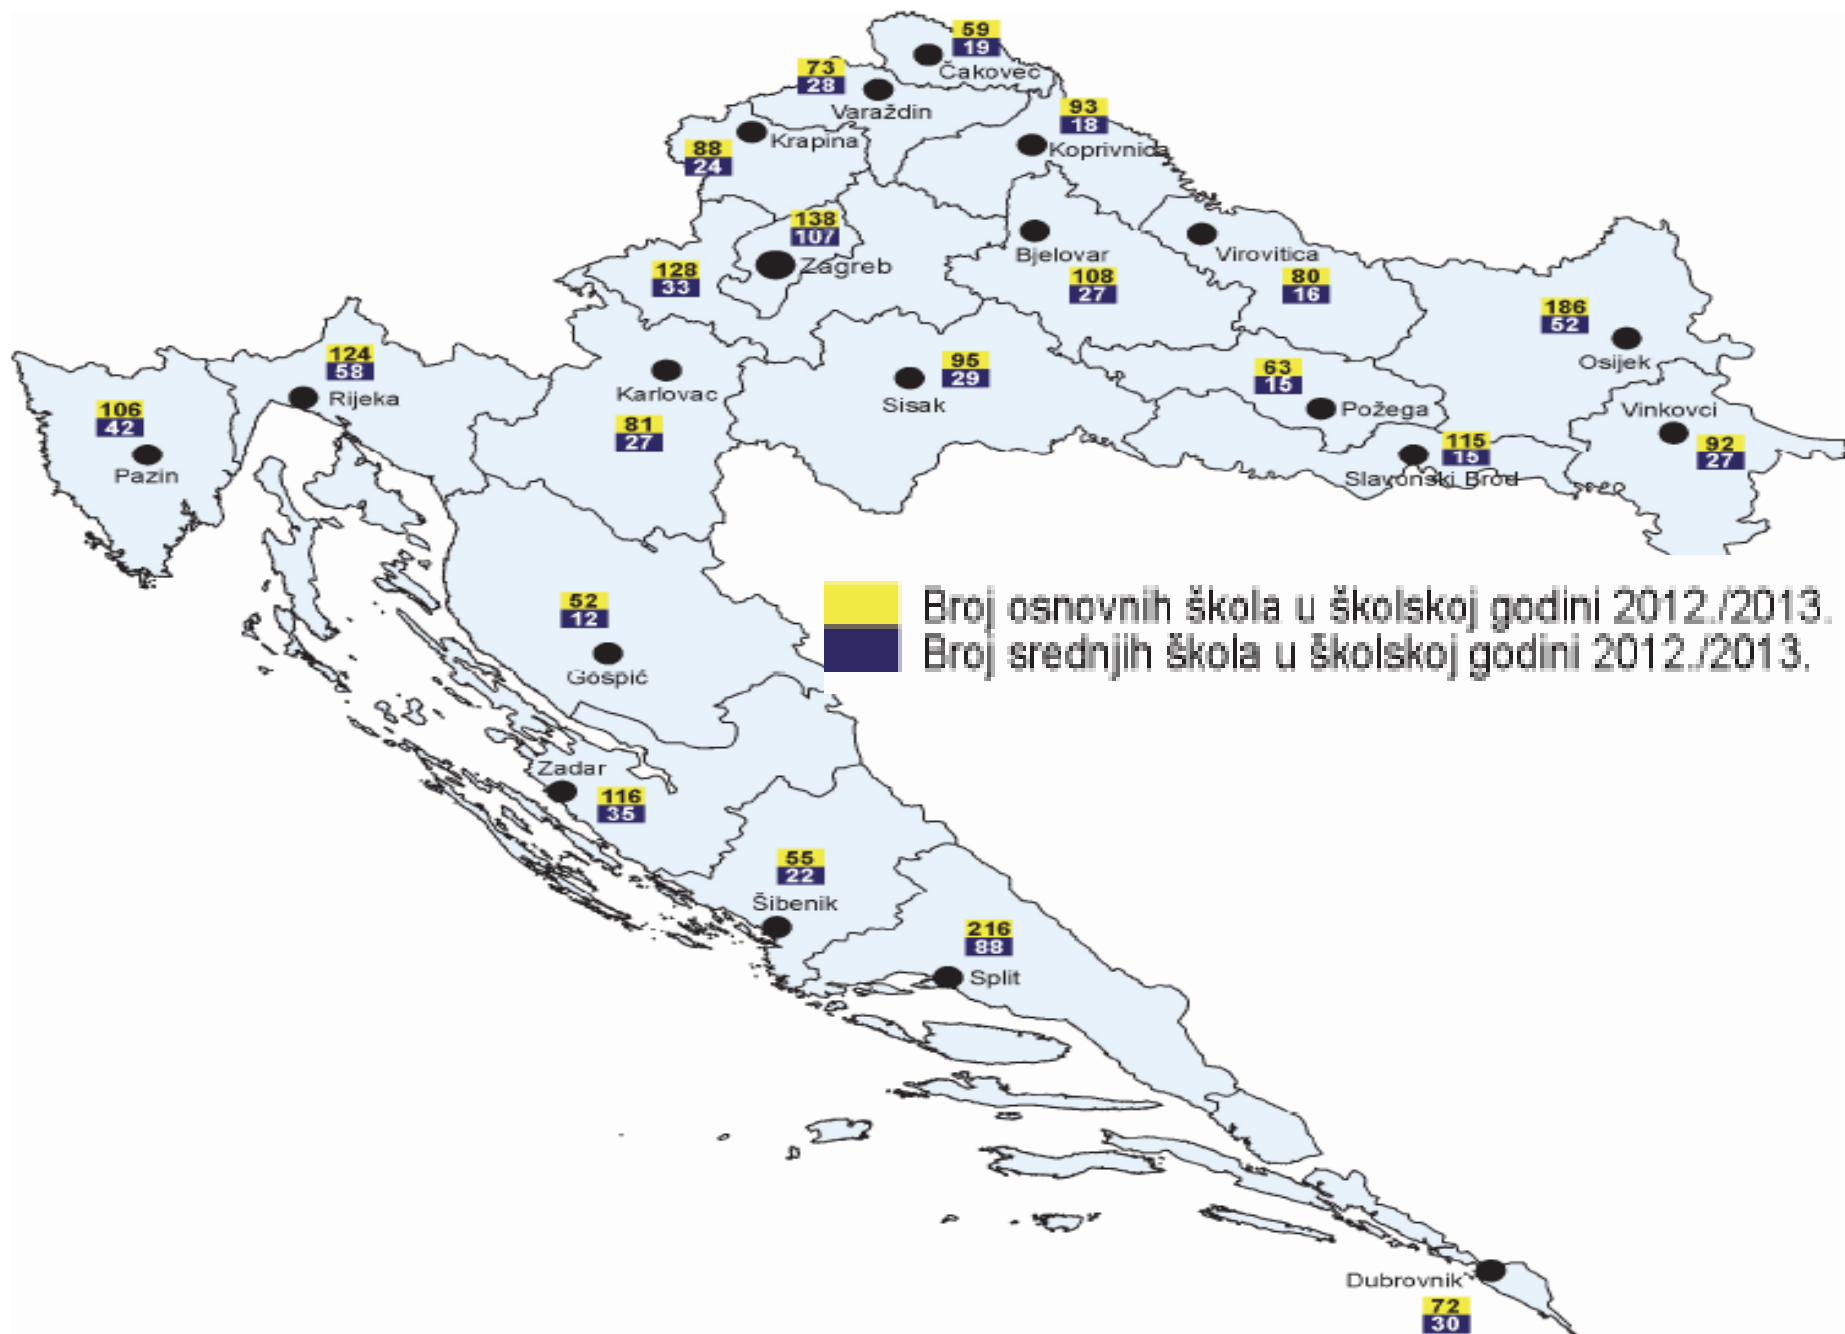 59
19
Čakovec
73
28
Varaždin
93
18
Koprivnica
88
24
Krapina
138
107
Zagreb
128
33
Bjelovar
108
27
Virovitica
80
16
186
52
Osijek
124
58
Rijeka
106
42
Pazin
Karlovac
81
27
95
29
Sisak
63
15
Požega
Vinkovci
92
27
115
15
Slavonski Brod
Broj osnovnih škola u školskoj godini 2012./2013.
Broj srednjih škola u školskoj godini 2012./2013.
52
12
Gospić
Zadar
116
35
55
22
Šibenik
216
88
Split
Dubrovnik
72
30